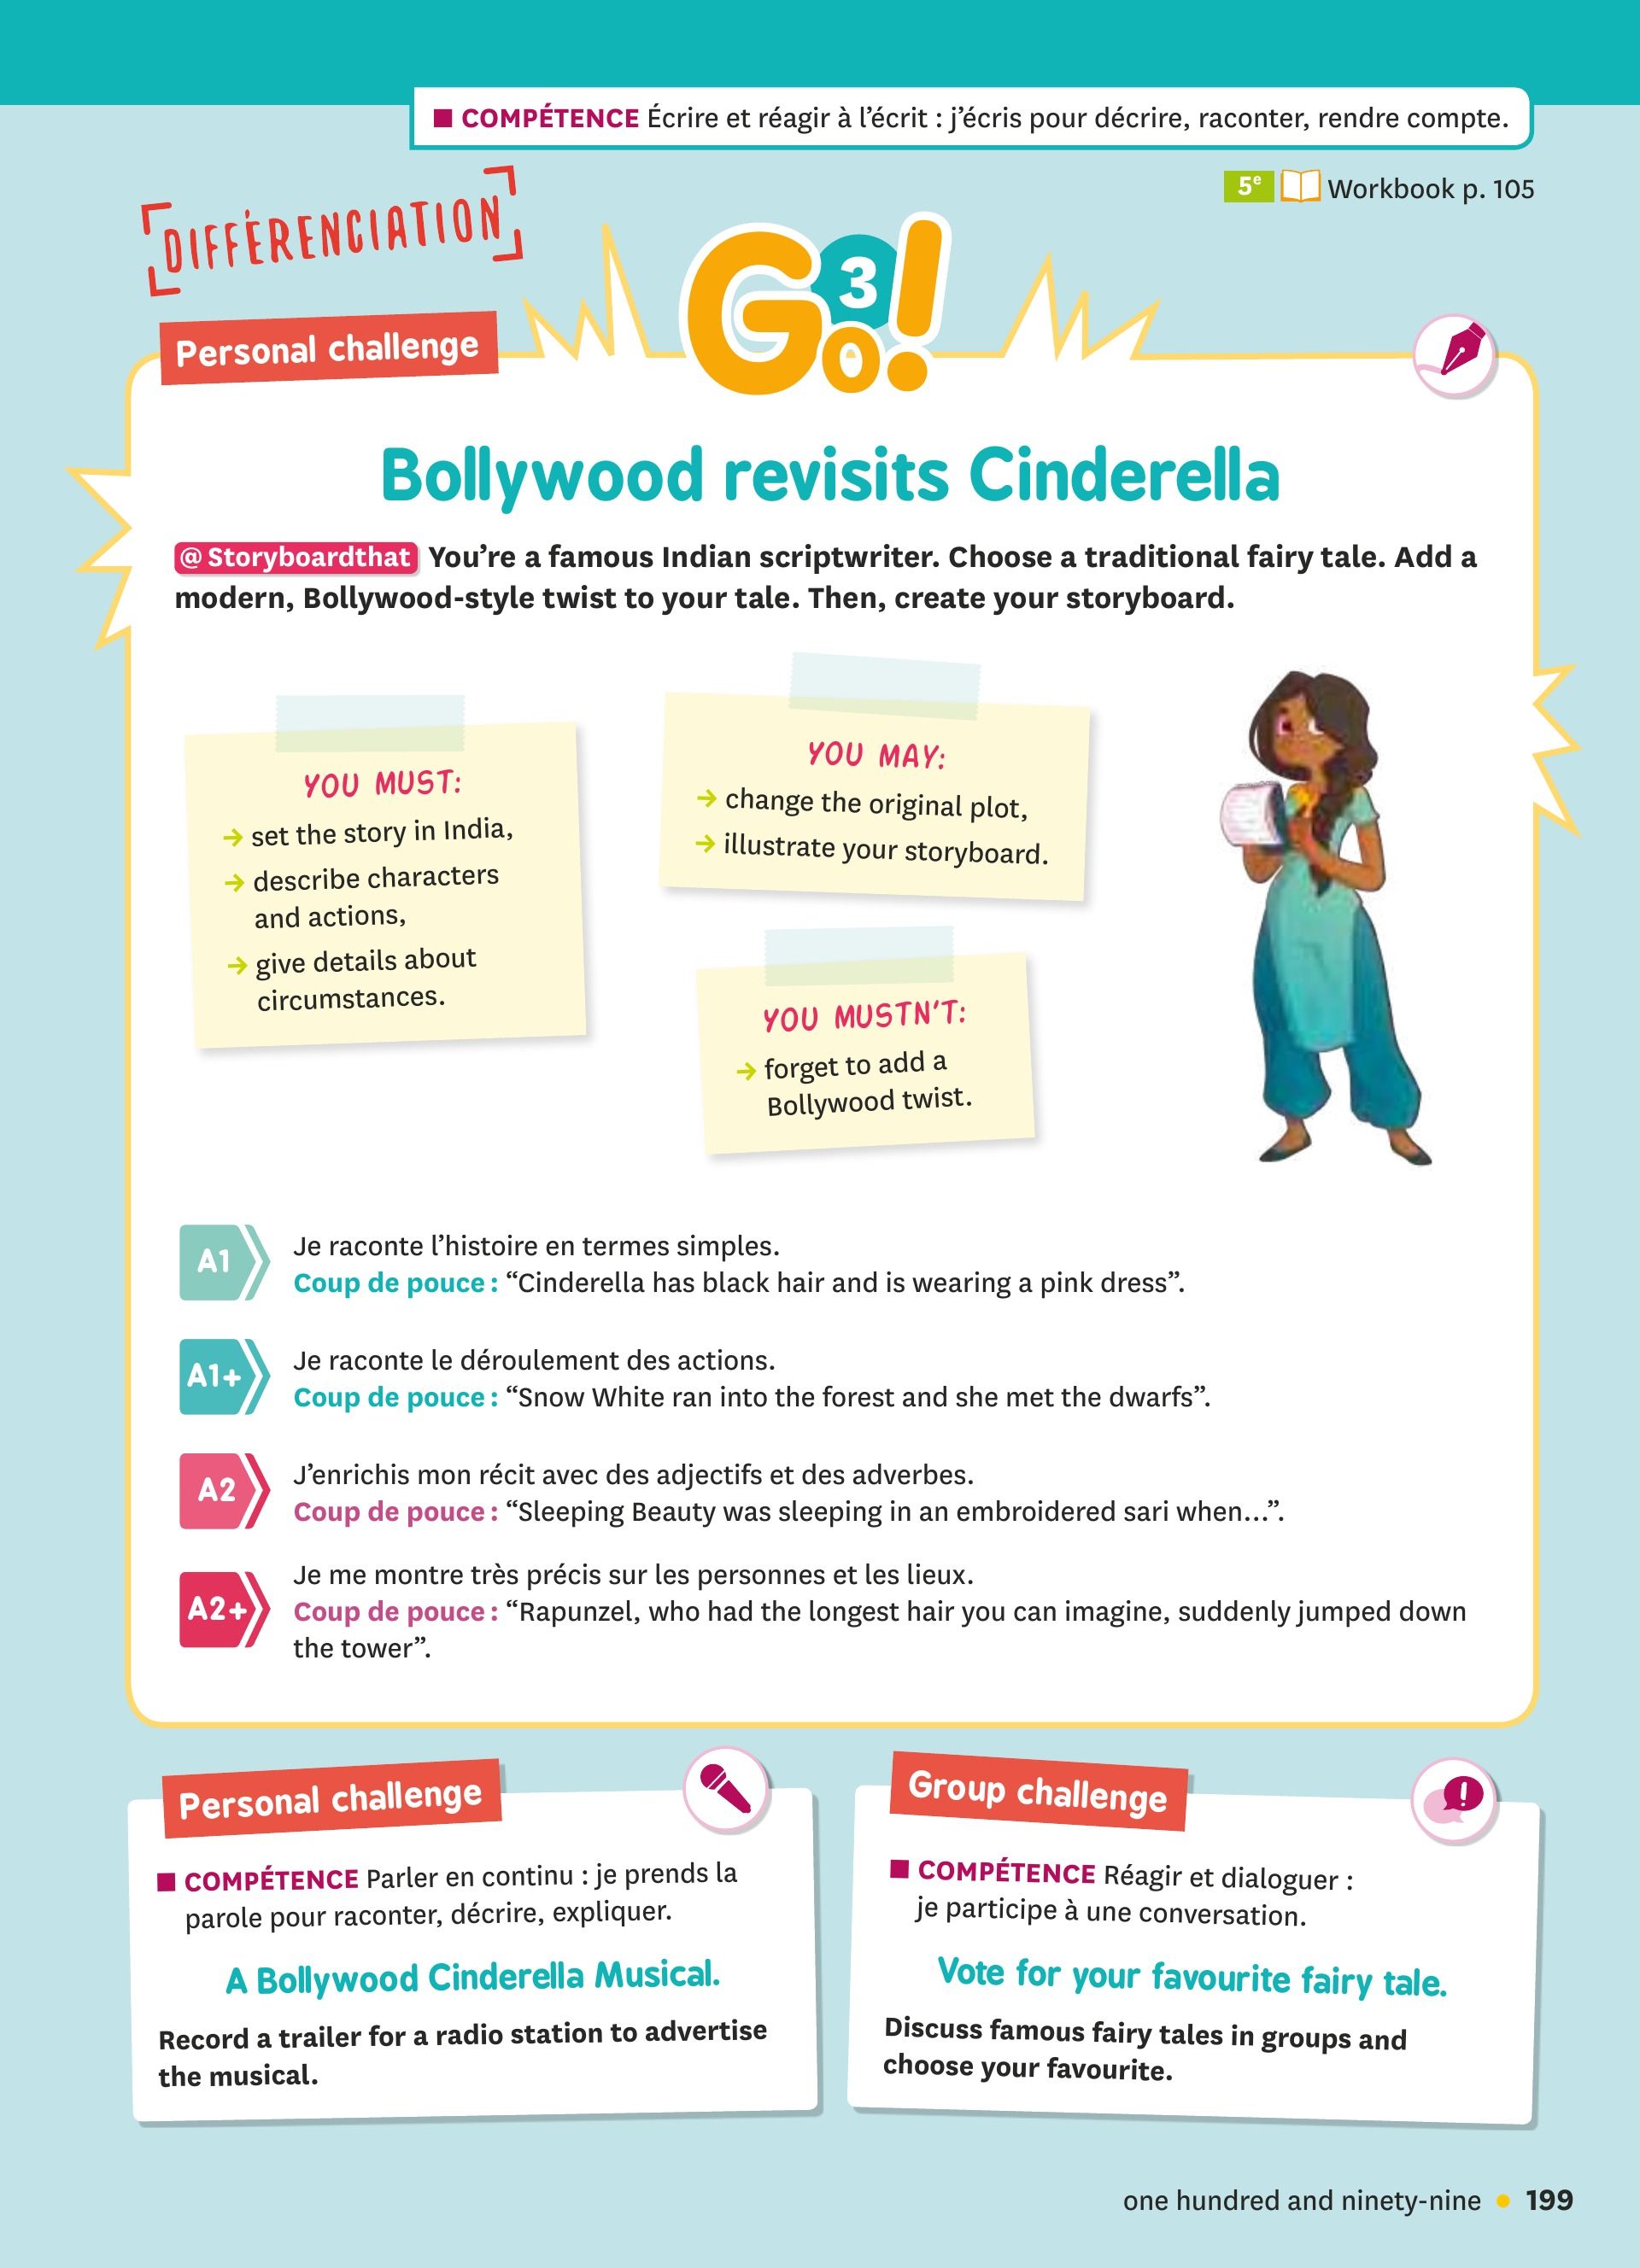 ■ COMPÉTENCE Écrire et réagir à l’écrit : j’écris pour décrire, raconter, rendre compte.
5e Workbook p. 105
DIFFÉRENCIATION
Go! 3
Personal challenge
Bollywood revisits Cinderella
@ Storyboardthat You’re a famous Indian scriptwriter. Choose a traditional fairy tale. Add a
modern, Bollywood-style twist to your tale. Then, create your storyboard.
YOU MUST:
→ set the story in India,
→ describe characters
and actions,
→ give details about
circumstances.
YOU MAY:
→ change the original plot,
→ illustrate your storyboard.
YOU MUSTN’T:
→ forget to add a
Bollywood twist.
A1
Je raconte l’histoire en termes simples.
Coup de pouce : “Cinderella has black hair and is wearing a pink dress”.
A1+
Je raconte le déroulement des actions.
Coup de pouce : “Snow White ran into the forest and she met the dwarfs”.
A2
J’enrichis mon récit avec des adjectifs et des adverbes.
Coup de pouce : “Sleeping Beauty was sleeping in an embroidered sari when…”.
A2+
Je me montre très précis sur les personnes et les lieux.
Coup de pouce : “Rapunzel, who had the longest hair you can imagine, suddenly jumped down
the tower”.
Personal challenge
■ COMPÉTENCE Parler en continu : je prends la
parole pour raconter, décrire, expliquer.
A Bollywood Cinderella Musical.
Record a trailer for a radio station to advertise
the musical.
Group challenge
■ COMPÉTENCE Réagir et dialoguer :
je participe à une conversation.
Vote for your favourite fairy tale.
Discuss famous fairy tales in groups and
choose your favourite.
one hundred and ninety-nine • 199